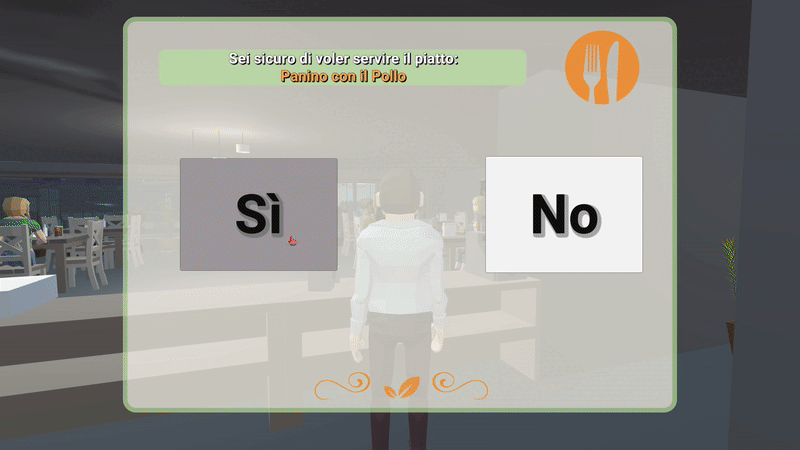 Sei sicuro di voler servire il piatto:
Panino con il Pollo
Sì
No